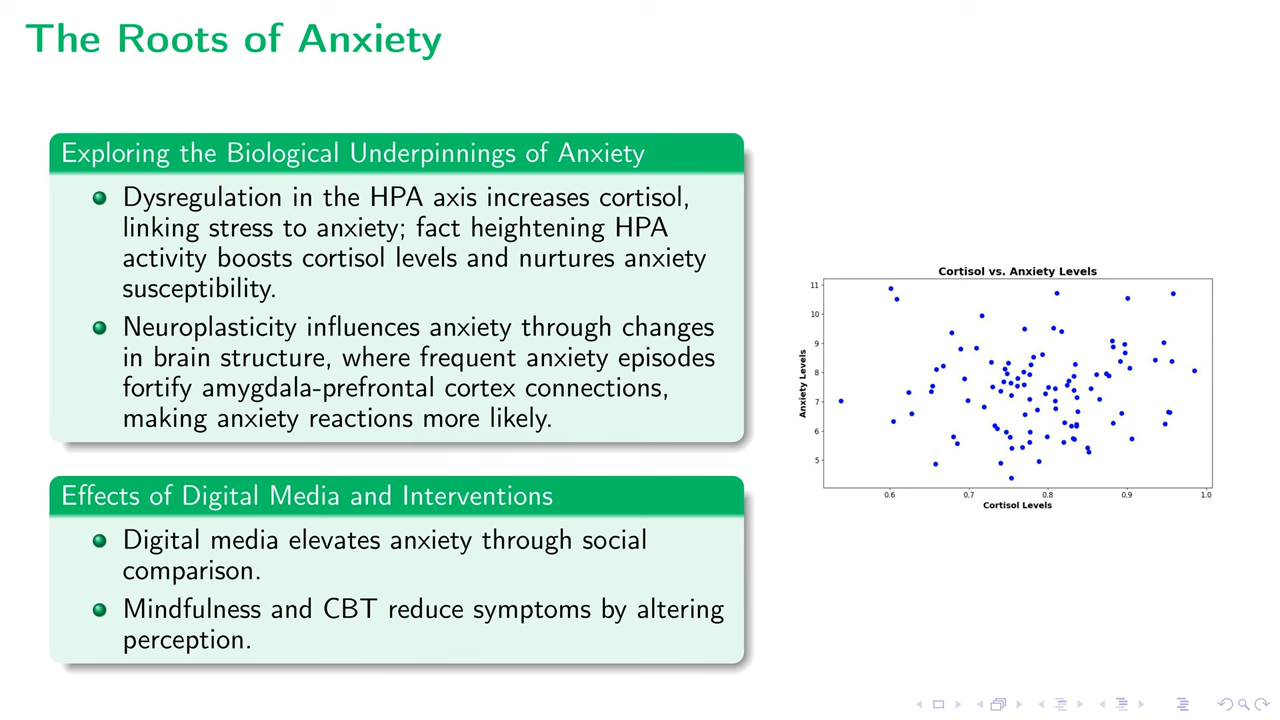 The Roots of Anxiety
Exploring the Biological Underpinnings of Anxiety
Dysregulation in the HPA axis increases cortisol,
linking stress to anxiety; fact heightening HPA
activity boosts cortisol levels and nurtures anxiety
susceptibility.
Neuroplasticity influences anxiety through changes
in brain structure, where frequent anxiety episodes
fortify amygdala-prefrontal cortex connections,
making anxiety reactions more likely.
Effects of Digital Media and Interventions
Digital media elevates anxiety through social
comparison.
Mindfulness and CBT reduce symptoms by altering
perception.
Cortisol vs. Anxiety Levels
Anxiety Levels
11
10
9
8
7
6
5
0.6 0.7 0.8 0.9 1.0
Cortisol Levels